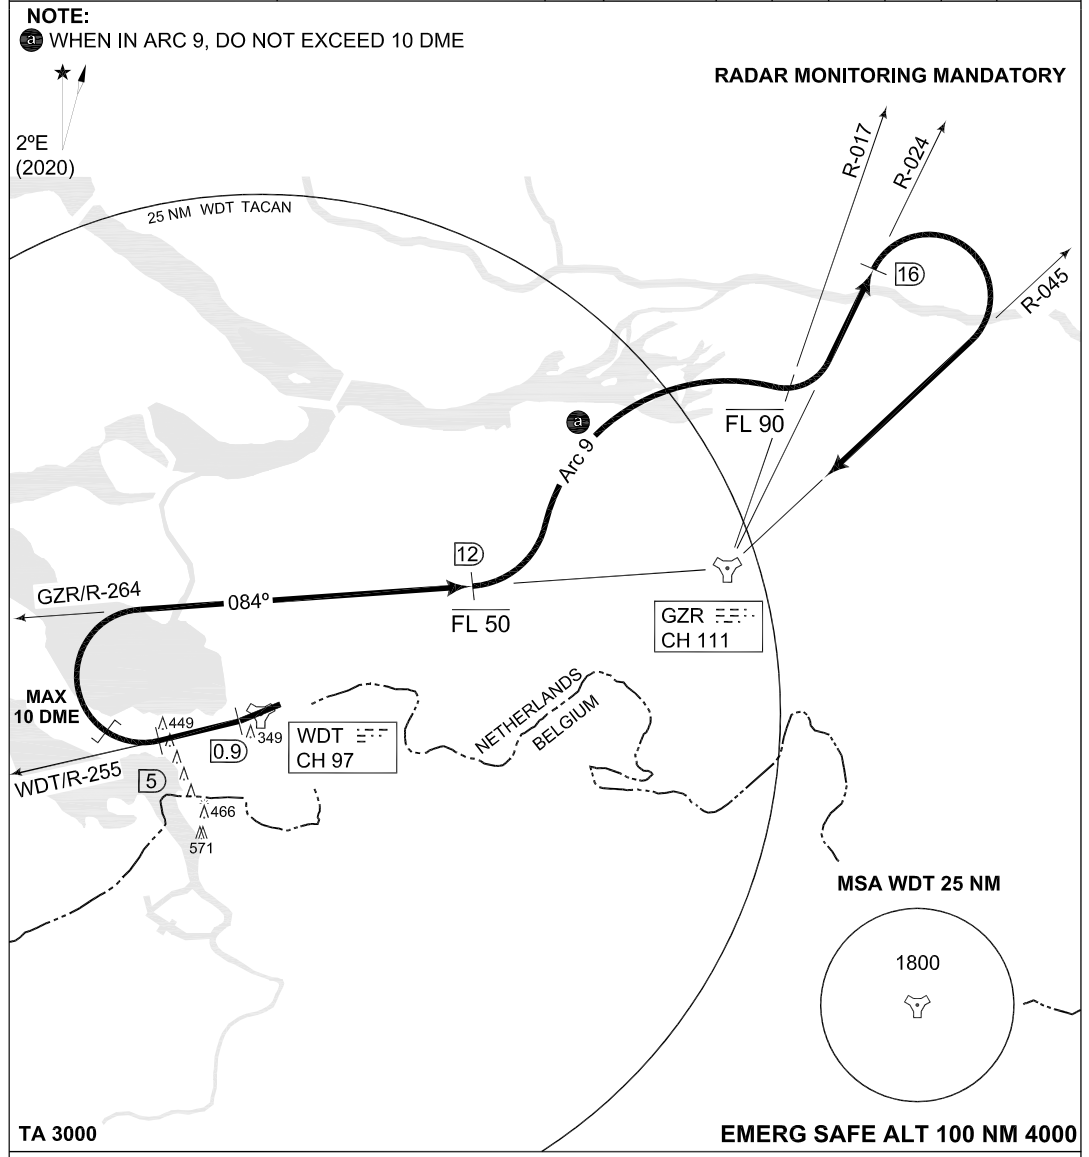 NOTE:
a WHEN IN ARC 9, DO NOT EXCEED 10 DME
RADAR MONITORING MANDATORY
2ºE
(2020)
R-017
R-024
R-045
25 NM WDT TACAN
16
a
FL 90
Arc 9
12
GZR/R-264
084º
FL 50
GZR
CH 111
MAX
10 DME
449
349
0.9
WDT
CH 97
NETHERLANDS
BELGIUM
WDT/R-255
5
466
571
MSA WDT 25 NM
1800
TA 3000
EMERG SAFE ALT 100 NM 4000